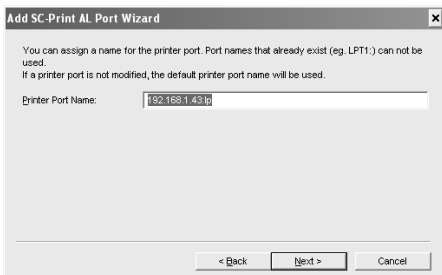 Add SC-Print AL Port Wizard
You can assign a name for the printer port. Port names that already exist (eg. LPT1:) can not be
used.
If a printer port is not modified, the default printer port name will be used.
Printer Port Name:
192.168.1.43:lp
< Back
Next >
Cancel